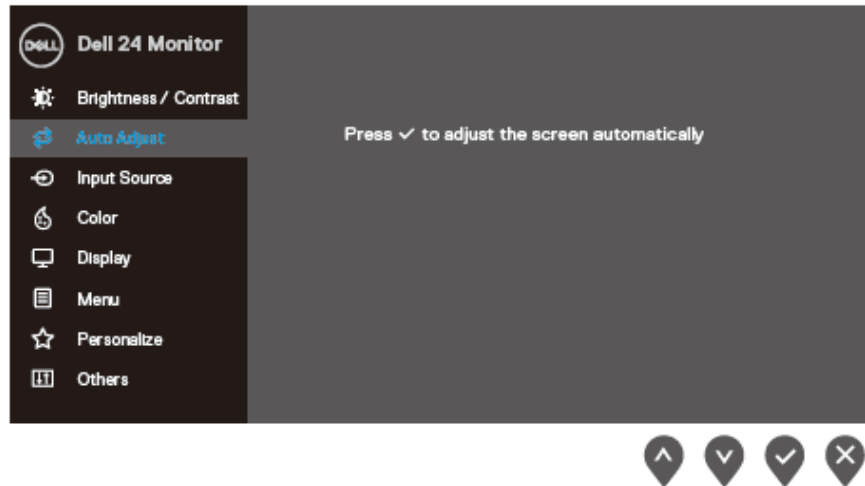 DELL Dell 24 Monitor
Brightness / Contrast
Auto Adjust
Press ✓ to adjust the screen automatically
Input Source
Color
Display
Menu
Personalize
Others